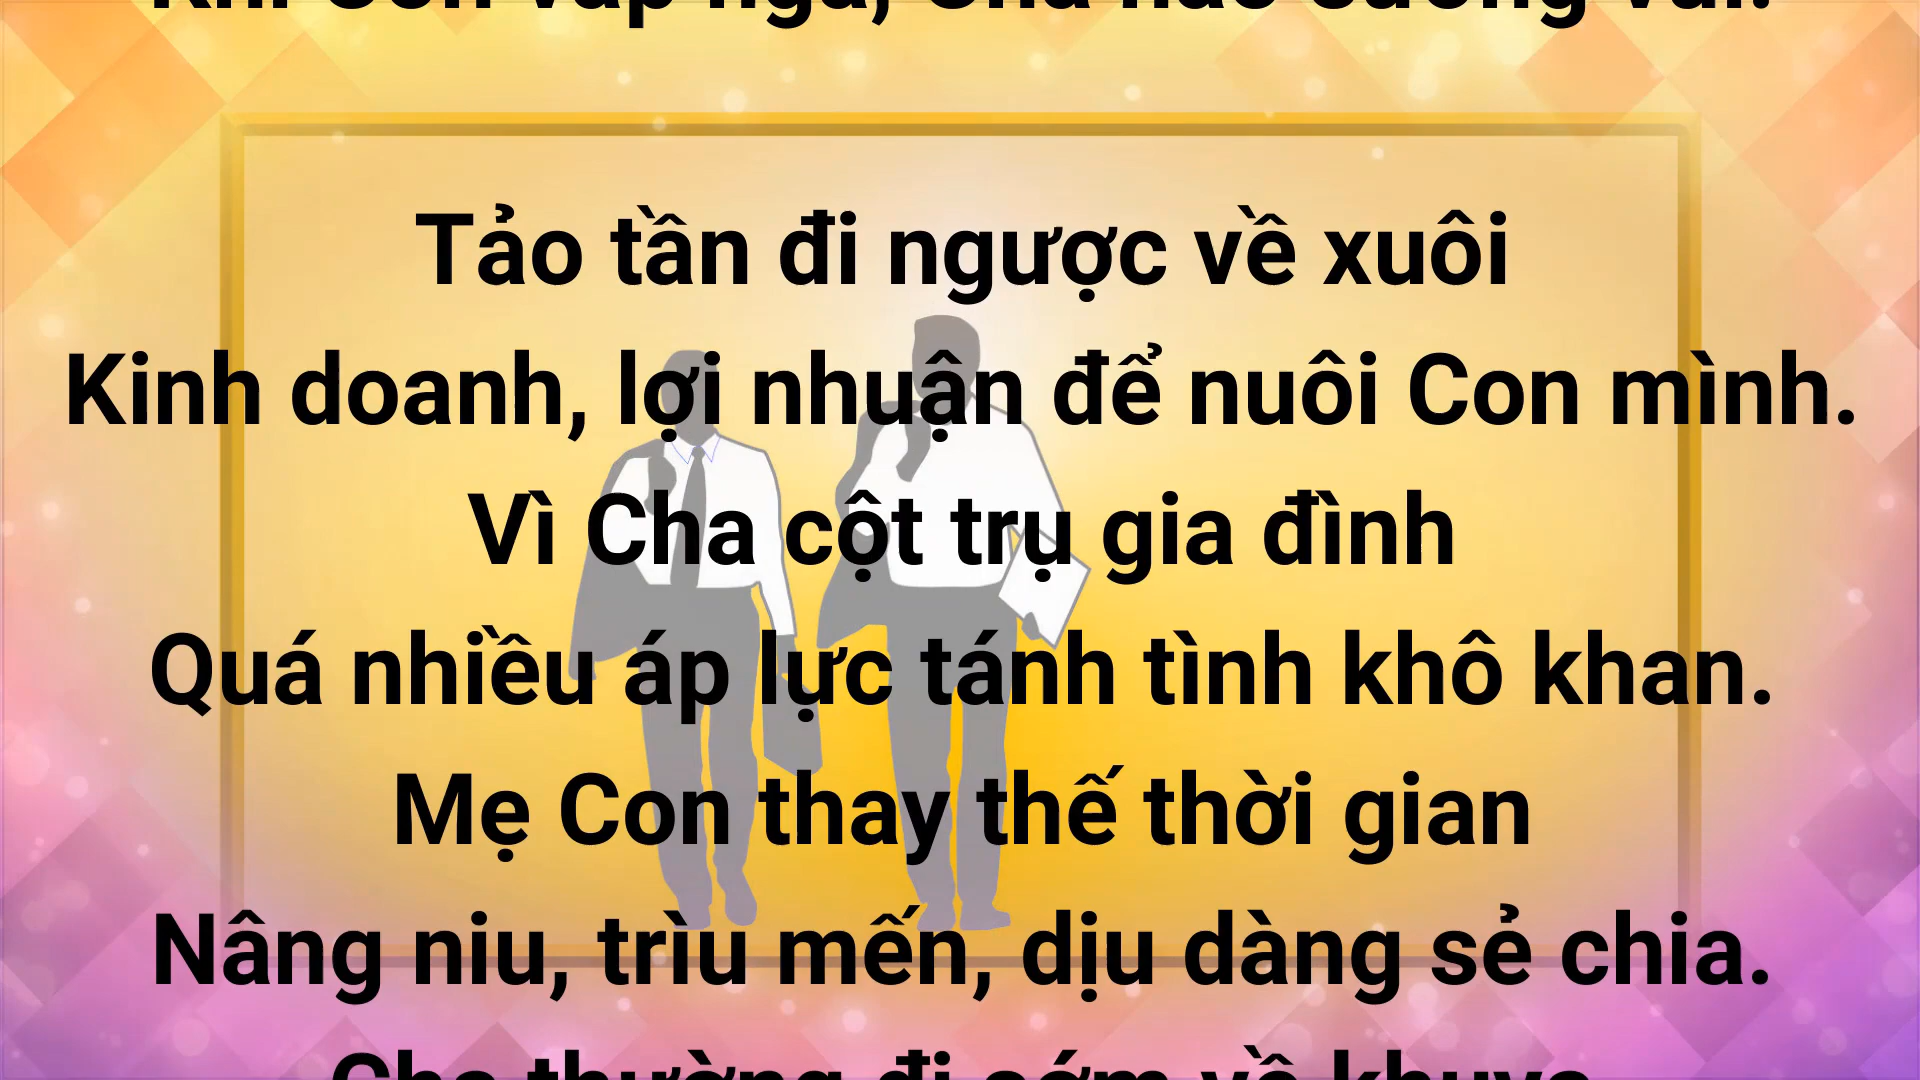 Khi Con vấp ngã, Cha nào sướng vui.
Tảo tần đi ngược về xuôi
Kinh doanh, lợi nhuận để nuôi Con mình.
Vì Cha cột trụ gia đình
Quá nhiều áp lực tánh tình khô khan.
Mẹ Con thay thế thời gian
Nâng niu, trìu mến, dịu dàng sẻ chia.
Cha thường đi sớm về khuya